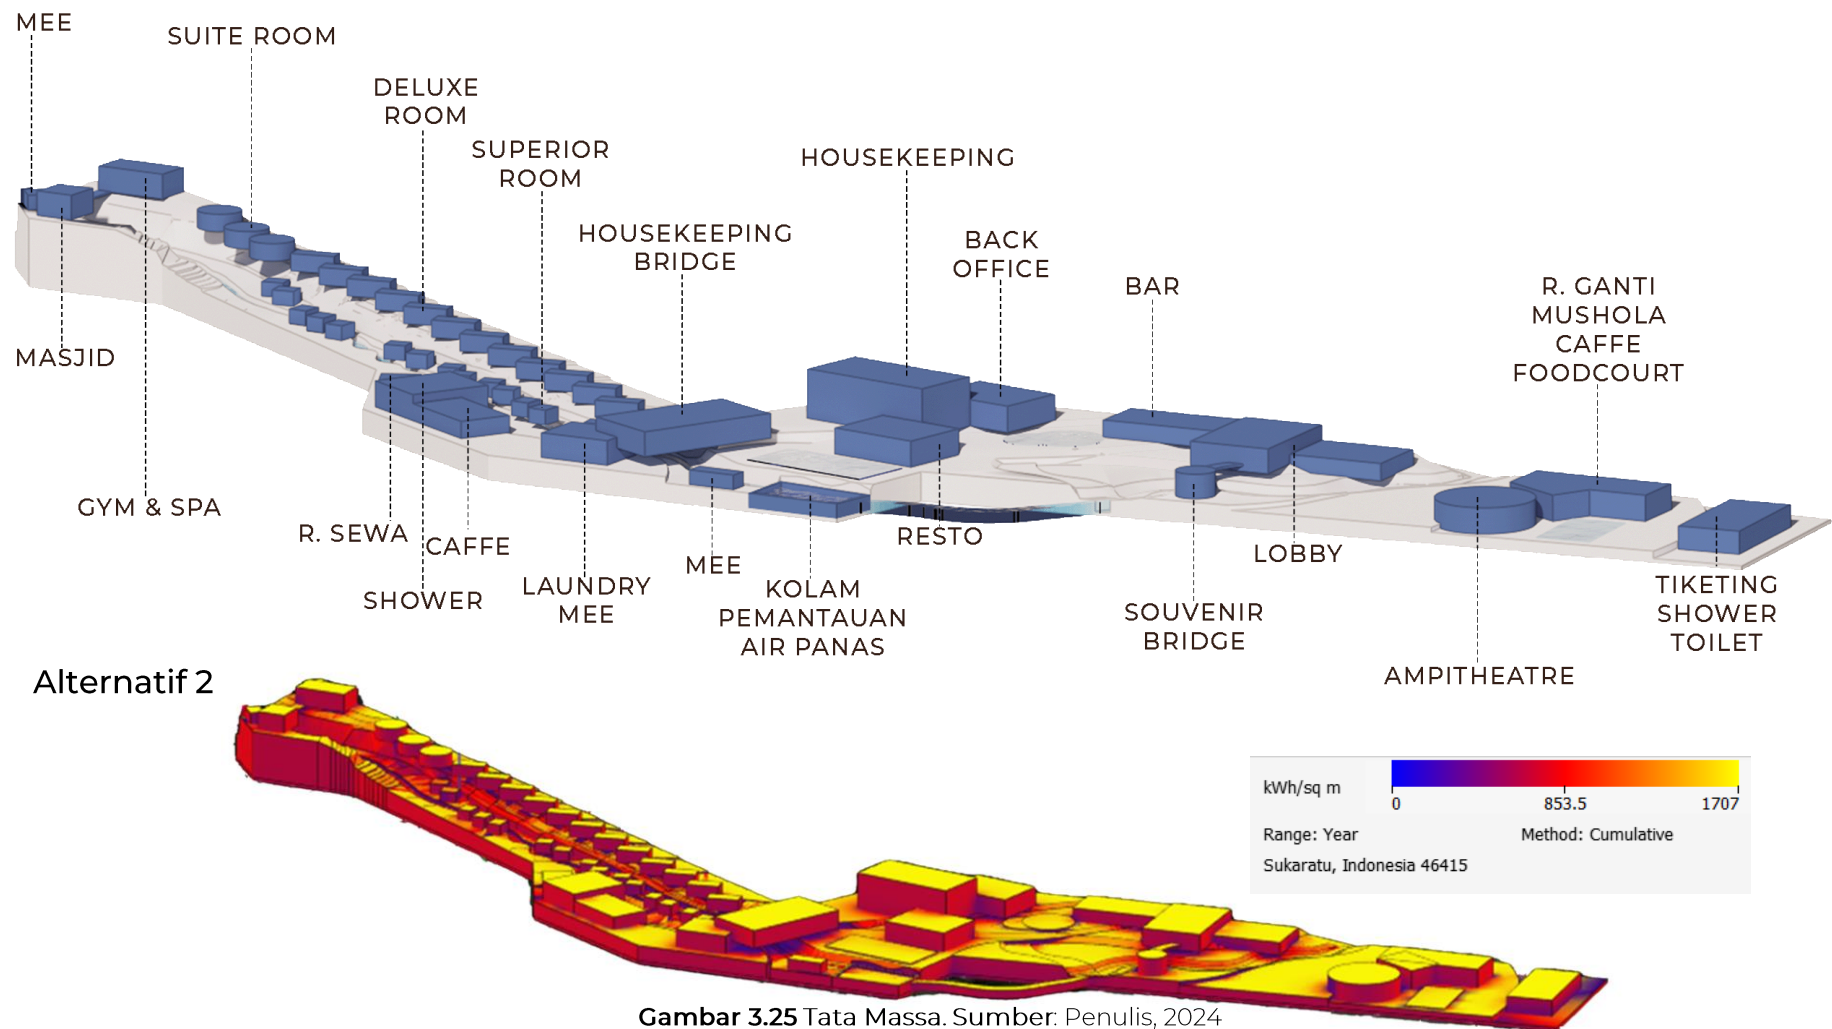 MEE
SUITE ROOM
DELUXE
ROOM
SUPERIOR
ROOM
HOUSEKEEPING
BRIDGE
HOUSEKEEPING
BACK
OFFICE
BAR
R. GANTI
MUSHOLA
CAFFE
FOODCOURT
MASJID
GYM & SPA
R. SEWA
CAFFE
SHOWER
LAUNDRY
MEE
MEE
KOLAM
PEMANTAUAN
AIR PANAS
RESTO
SOUVENIR
BRIDGE
LOBBY
AMPITHEATRE
TIKETING
SHOWER
TOILET
Alternatif 2
kWh/sq m
0 853.5 1707
Range: Year Method: Cumulative
Sukaratu, Indonesia 46415
Gambar 3.25 Tata Massa. Sumber: Penulis, 2024